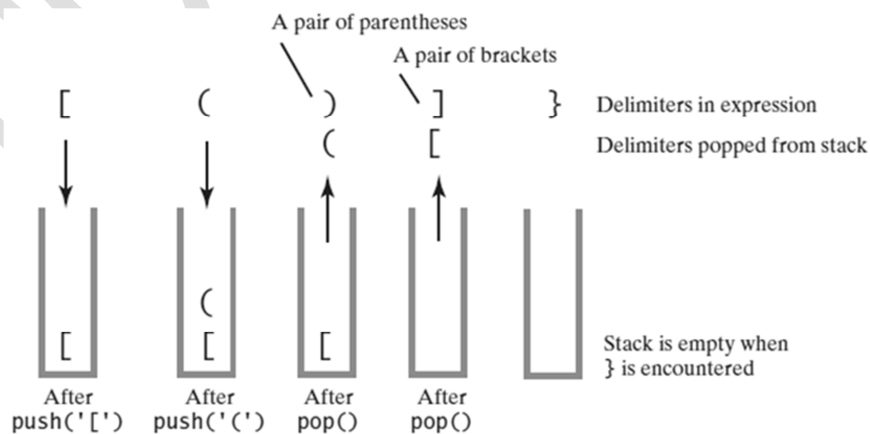 A pair of parentheses
A pair of brackets
[ ( ) ] } Delimiters in expression
( [ Delimiters popped from stack
(
[ [ [ Stack is empty when
} is encountered
After After After After
push('[') push('(') pop() pop()